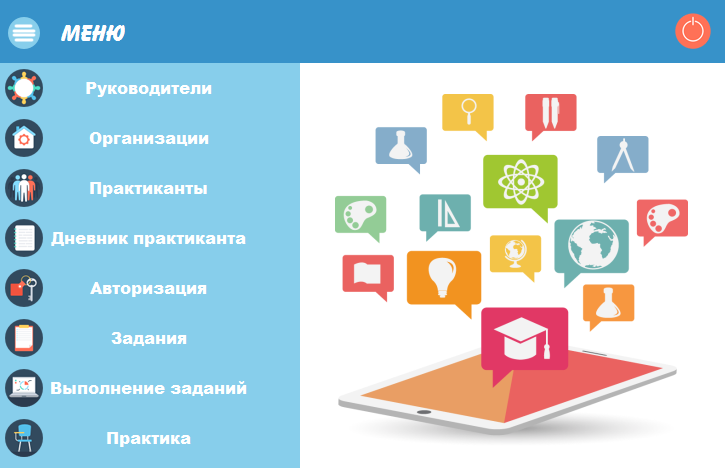 МЕНЮ
Руководители
Организации
Практиканты
Дневник практиканта
Авторизация
Задания
Выполнение заданий
Практика